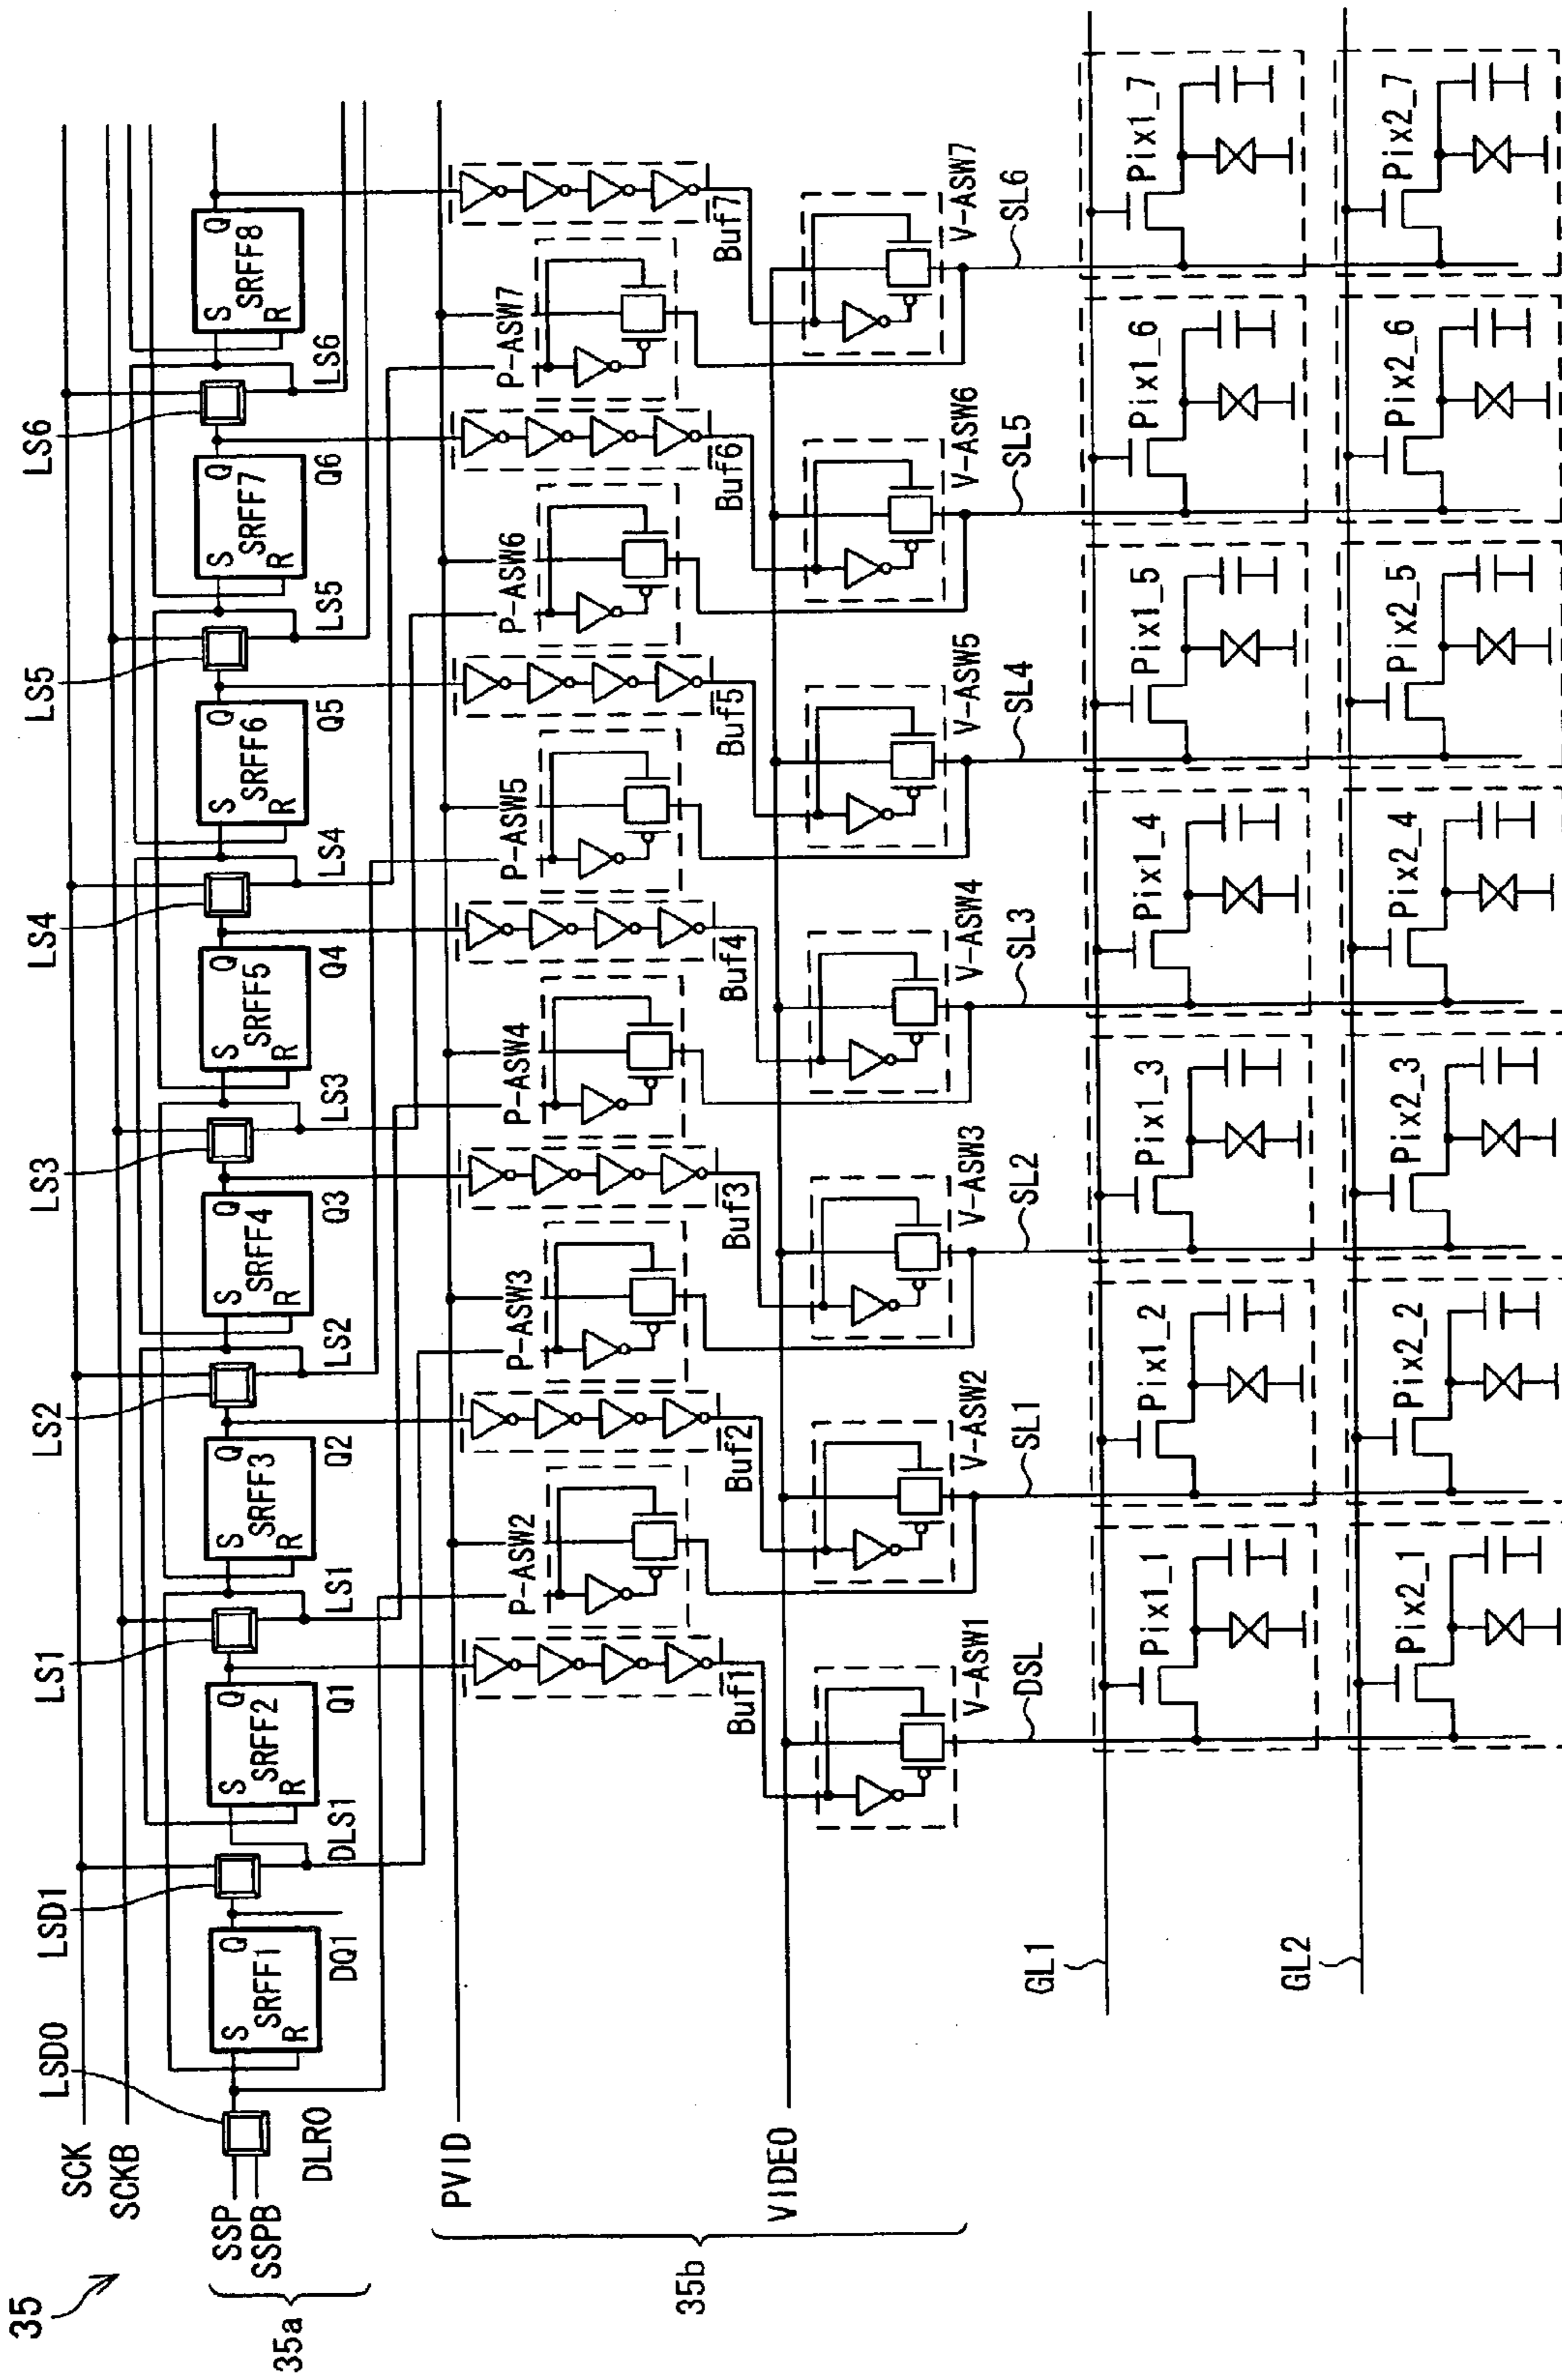 35
SCK
SCKB
SSP
SSPB
35a
DLRO
LSD0
LSD1
LS1
LS2
LS3
LS4
LS5
LS6
S
Q
SRFF1
R
S
Q
SRFF2
R
S
Q
SRFF3
R
S
Q
SRFF4
R
S
Q
SRFF5
R
S
Q
SRFF6
R
S
Q
SRFF7
R
S
Q
SRFF8
R
DQ1
DLS1
Q1
LS1
Q2
LS2
Q3
LS3
Q4
LS4
Q5
LS5
Q6
LS6
PVID
P-ASW2
P-ASW3
P-ASW4
P-ASW5
P-ASW6
P-ASW7
35b
Buf1
Buf2
Buf3
Buf4
Buf5
Buf6
Buf7
VIDEO
V-ASW1
V-ASW2
V-ASW3
V-ASW4
V-ASW5
V-ASW6
V-ASW7
DSL
SL1
SL2
SL3
SL4
SL5
SL6
GL1
Pix1_1
Pix1_2
Pix1_3
Pix1_4
Pix1_5
Pix1_6
Pix1_7
GL2
Pix2_1
Pix2_2
Pix2_3
Pix2_4
Pix2_5
Pix2_6
Pix2_7